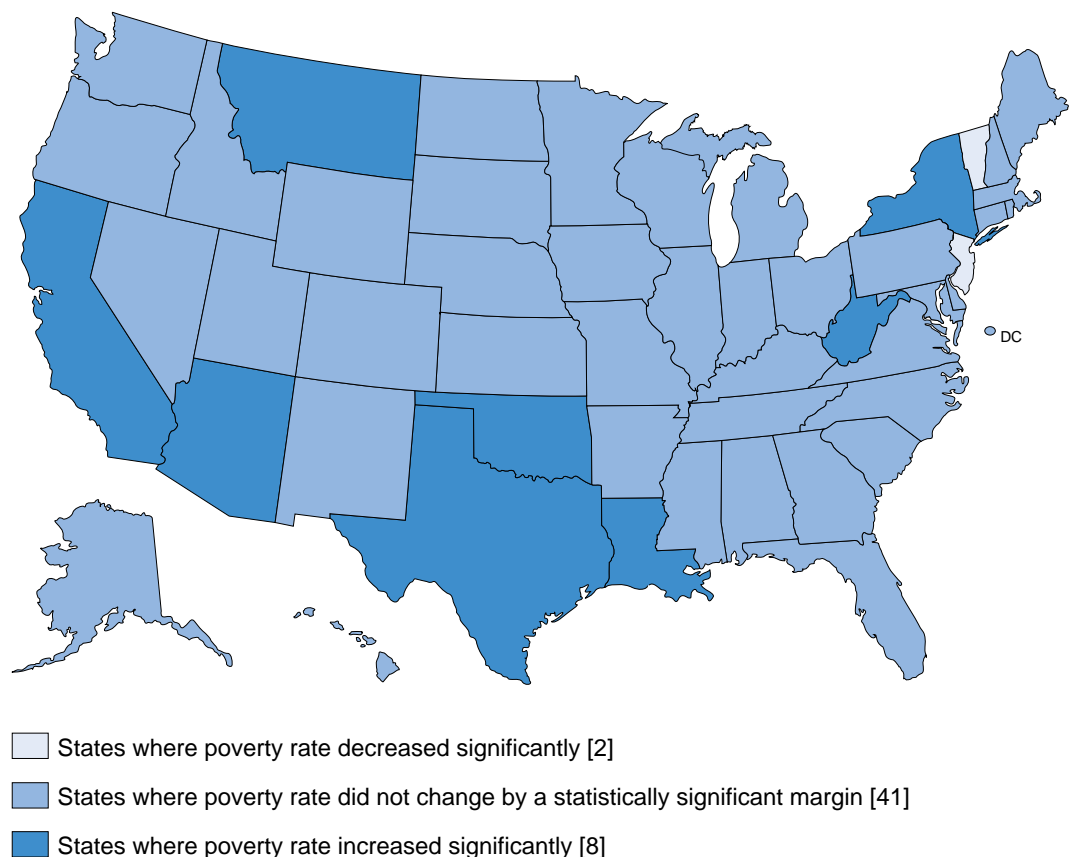 DC
States where poverty rate decreased significantly [2]
States where poverty rate did not change by a statistically significant margin [41]
States where poverty rate increased significantly [8]